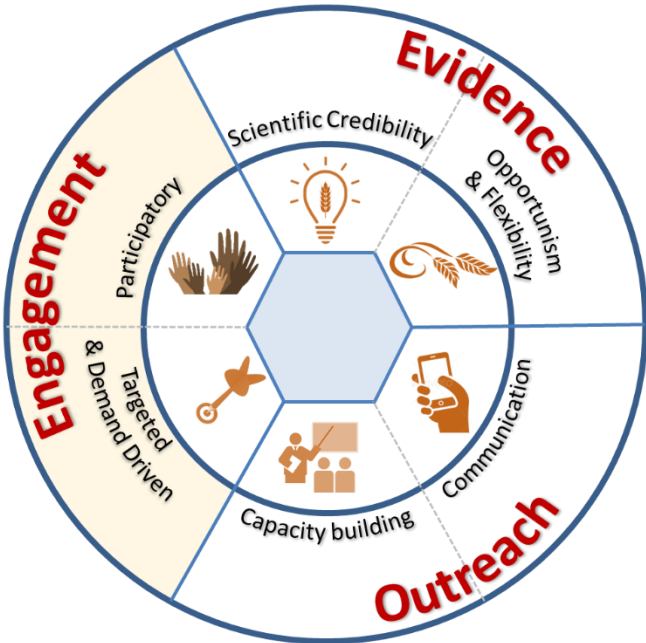 Evidence
Scientific Credibility
Opportunism
& Flexibility
Engagement
Participatory
Targeted
& Demand Driven
Outreach
Communication
Capacity building